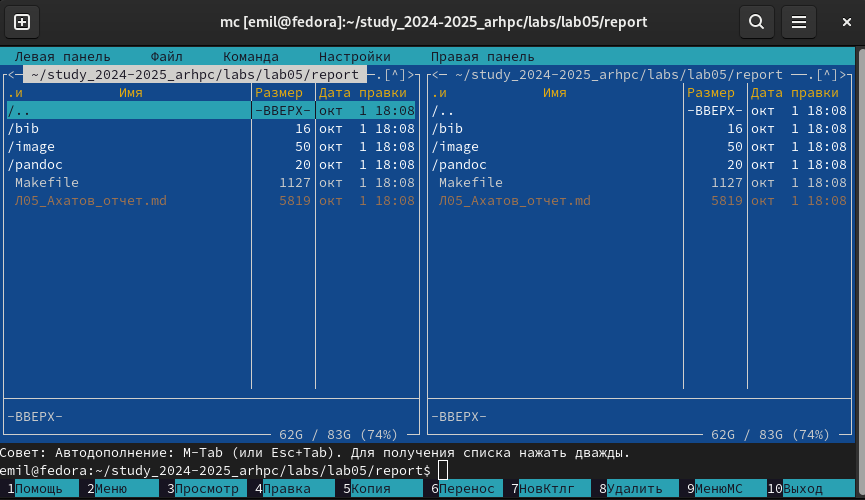 mc [emil@fedora]:~/study_2024-2025_arhpc/labs/lab05/report
Левая панель Файл Команда Настройки Правая панель
<─ ~/study_2024-2025_arhpc/labs/lab05/report ─.[^]> <─ ~/study_2024-2025_arhpc/labs/lab05/report ─.[^]>
.и Имя Размер Дата правки .и Имя Размер Дата правки
/.. -ВВЕРХ- окт 1 18:08 /.. -ВВЕРХ- окт 1 18:08
/bib 16 окт 1 18:08 /bib 16 окт 1 18:08
/image 50 окт 1 18:08 /image 50 окт 1 18:08
/pandoc 20 окт 1 18:08 /pandoc 20 окт 1 18:08
Makefile 1127 окт 1 18:08 Makefile 1127 окт 1 18:08
Л05_Ахатов_отчет.md 5819 окт 1 18:08 Л05_Ахатов_отчет.md 5819 окт 1 18:08
-ВВЕРХ- -ВВЕРХ-
62G / 83G (74%) 62G / 83G (74%)
Совет: Автодополнение: M-Tab (или Esc+Tab). Для получения списка нажать дважды.
emil@fedora:~/study_2024-2025_arhpc/labs/lab05/report$
1Помощь 2Меню 3Просмотр 4Правка 5Копия 6Перенос 7НовКтлг 8Удалить 9МенюМС 10Выход